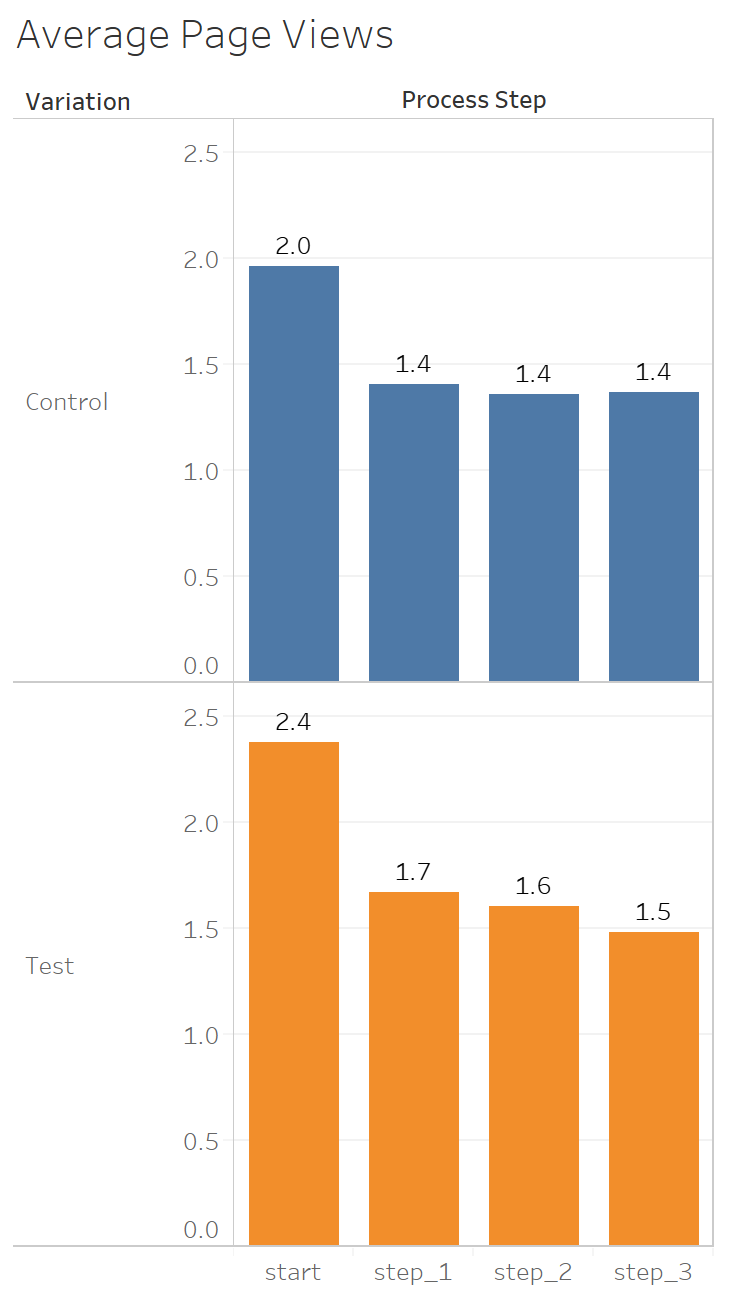 Average Page Views
Variation Process Step
2.5
2.0
2.0
1.5
1.4 1.4 1.4
Control
1.0
0.5
0.0
2.5
2.4
2.0
1.7 1.6 1.5
1.5
Test
1.0
0.5
0.0
start step_1 step_2 step_3